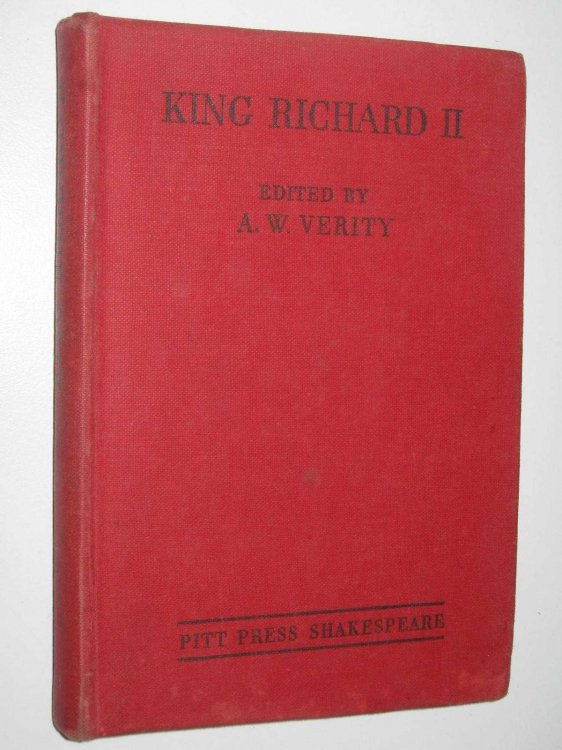 KING RICHARD II
EDITED BY
A. W. VERITY
PITT PRESS SHAKESPEARE